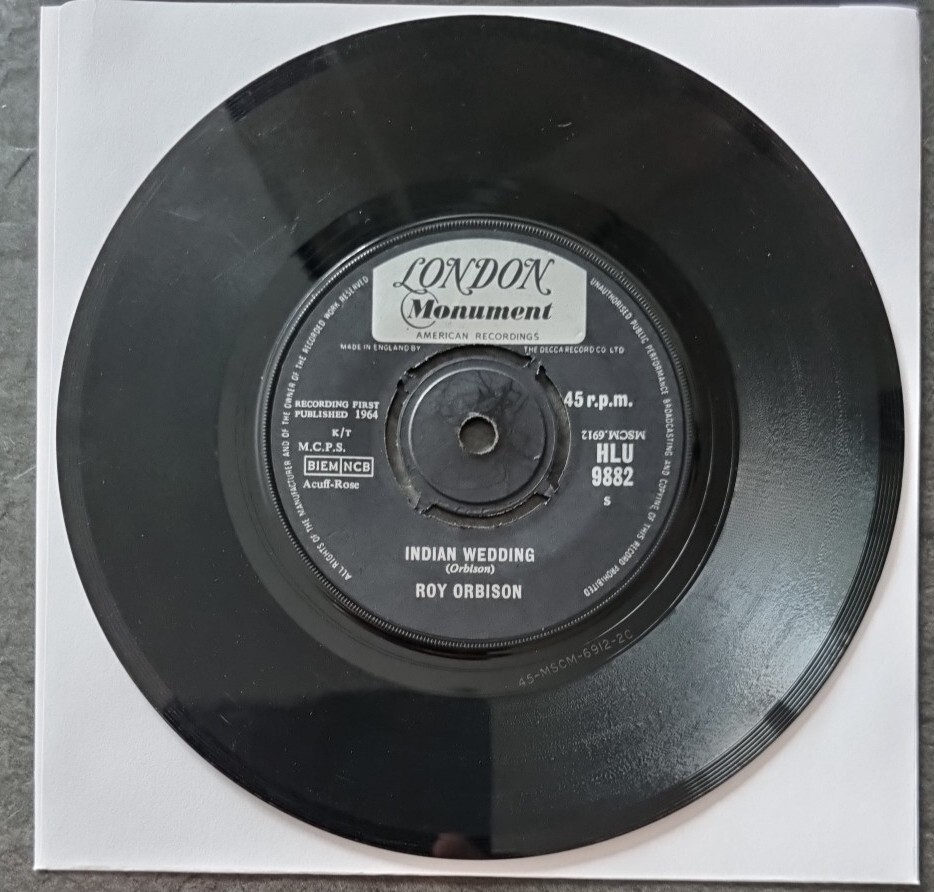 LONDON
Monument
AMERICAN RECORDINGS
MADE IN ENGLAND BY THE DECCA RECORD CO. LTD
ALL RIGHTS OF THE MANUFACTURER AND OF THE OWNER OF THE RECORDED WORK RESERVED
UNAUTHORISED PUBLIC PERFORMANCE BROADCASTING AND COPYING OF THIS RECORD PROHIBITED
RECORDING FIRST
PUBLISHED 1964
K/T
M.C.P.S.
BIEM NCB
Acuff-Rose
45 r.p.m.
MSCM.6912
HLU
9882
S
INDIAN WEDDING
(Orbison)
ROY ORBISON
45-MSCM-6912-2C